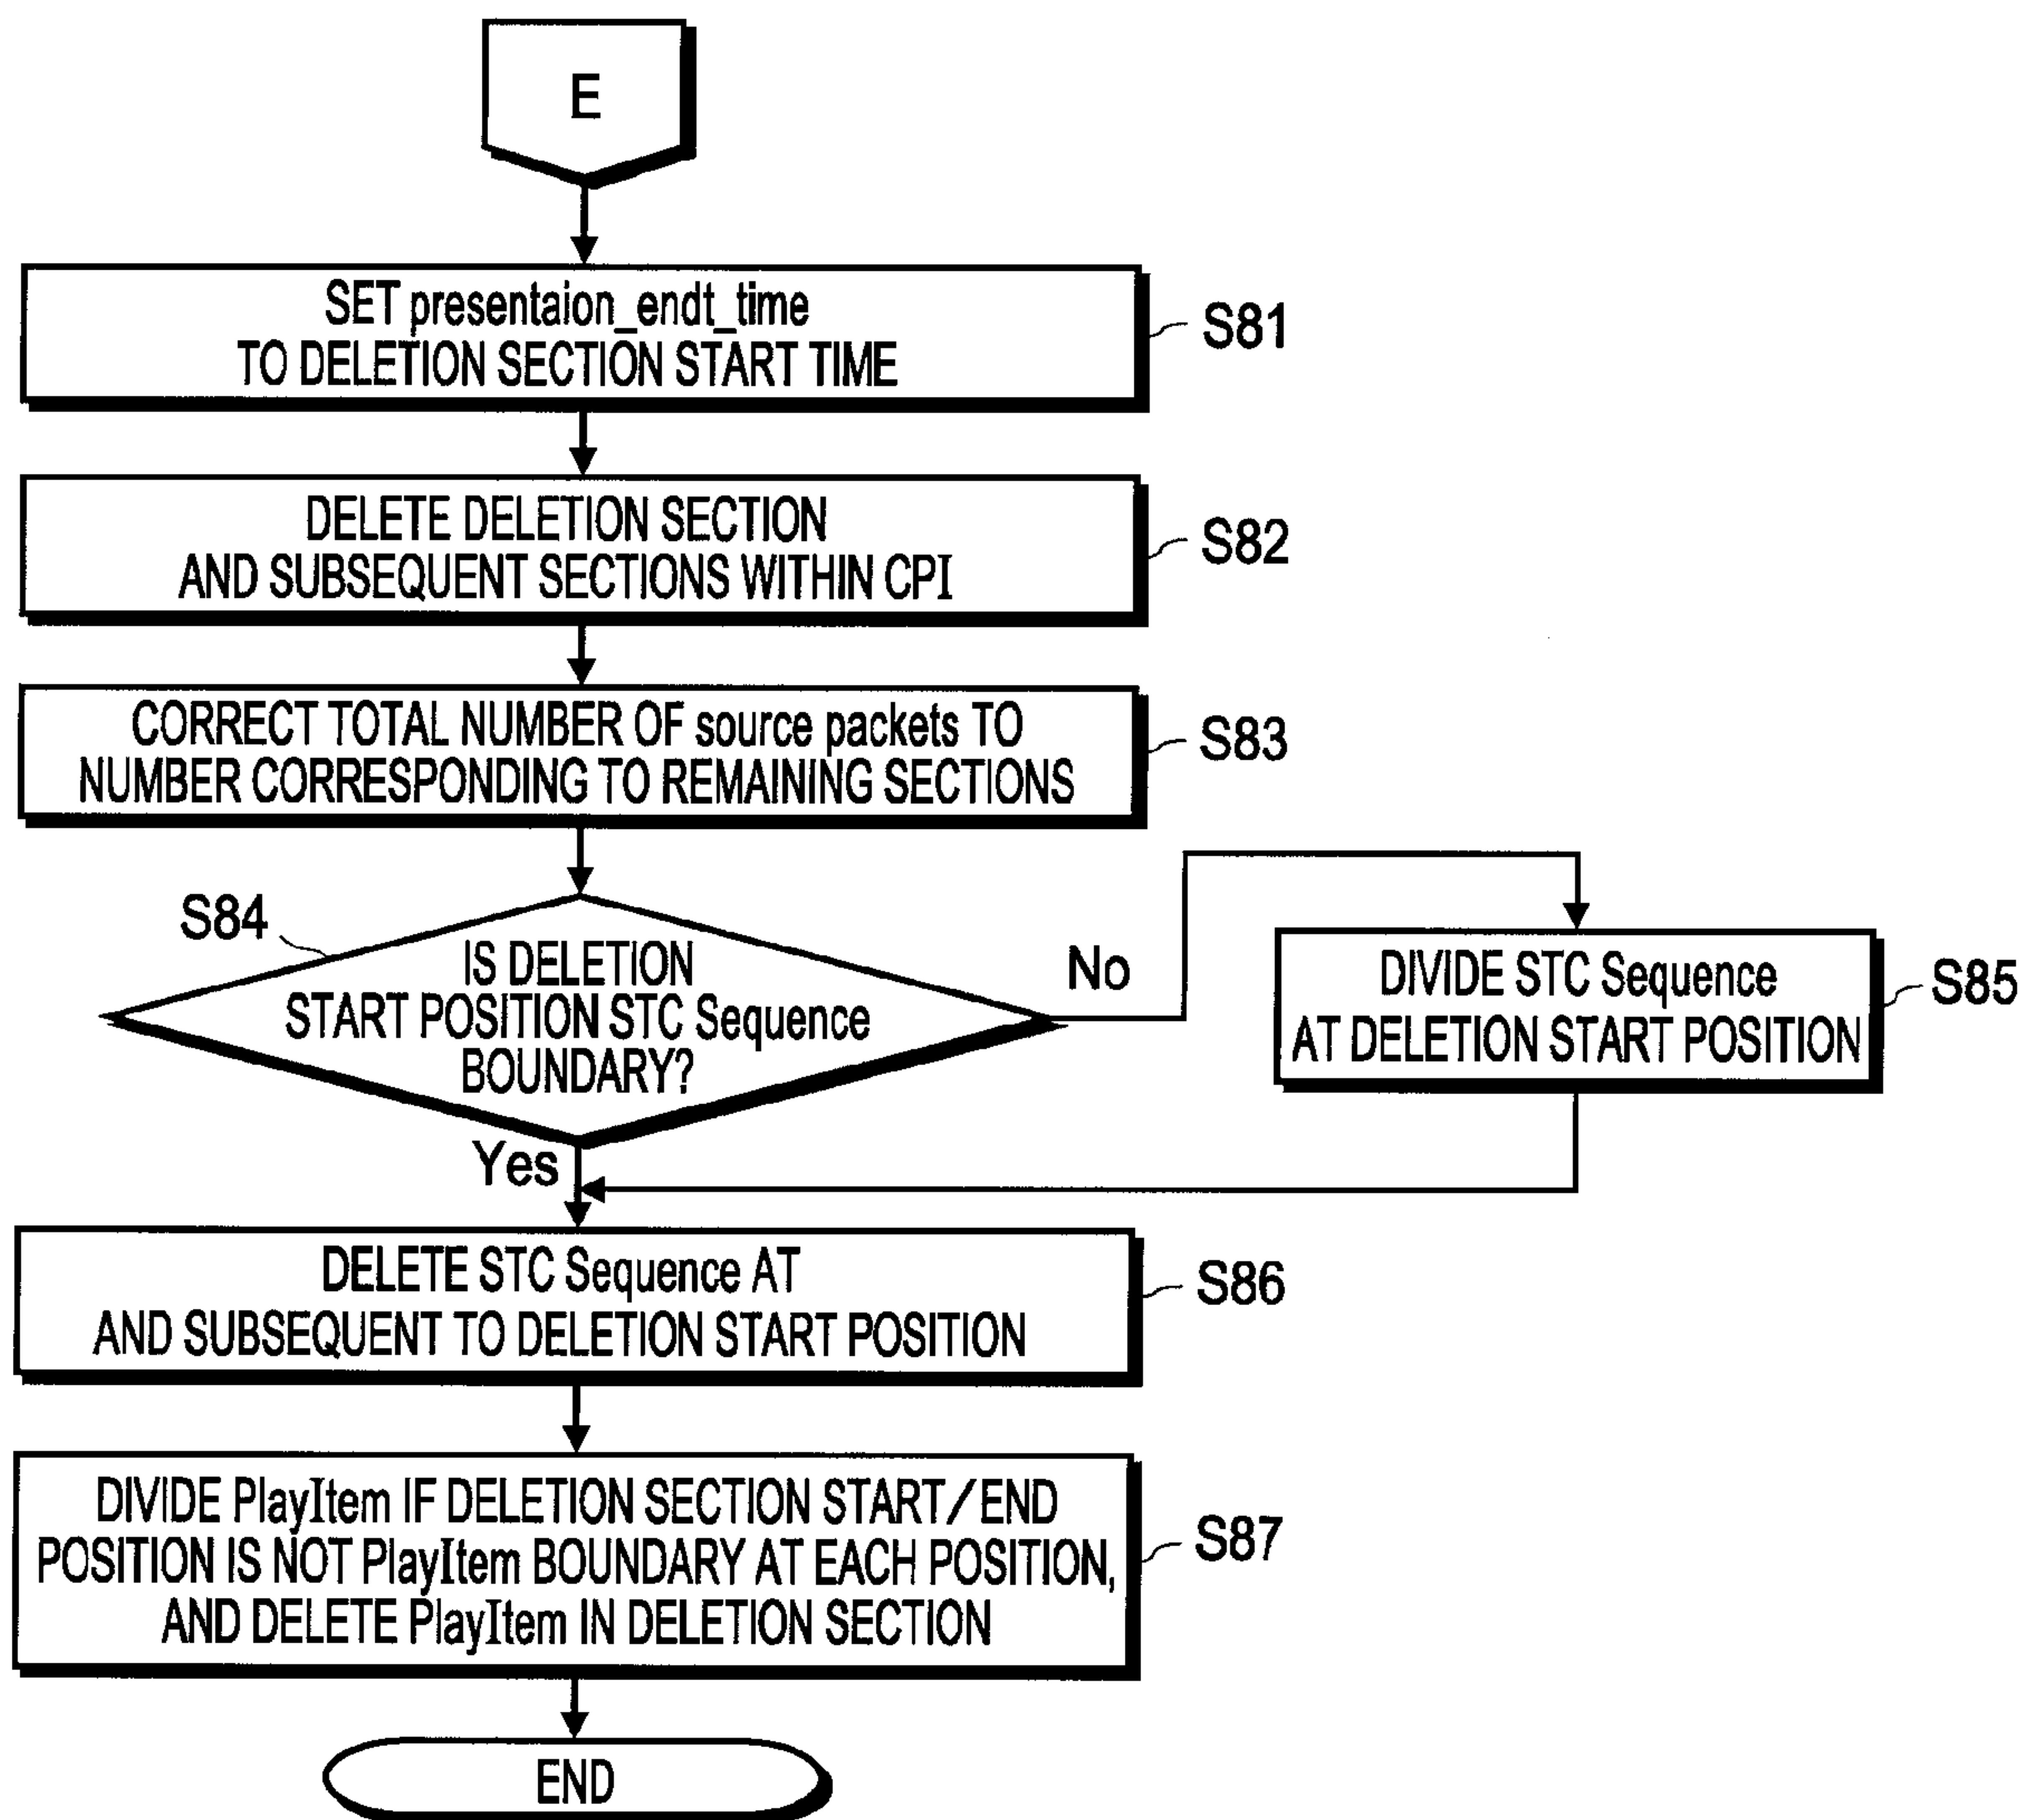 E
SET presentaion_endt_time
TO DELETION SECTION START TIME
S81
DELETE DELETION SECTION
AND SUBSEQUENT SECTIONS WITHIN CPI
S82
CORRECT TOTAL NUMBER OF source packets TO
NUMBER CORRESPONDING TO REMAINING SECTIONS
S83
S84
IS DELETION
START POSITION STC Sequence
BOUNDARY?
No
DIVIDE STC Sequence
AT DELETION START POSITION
S85
Yes
DELETE STC Sequence AT
AND SUBSEQUENT TO DELETION START POSITION
S86
DIVIDE PlayItem IF DELETION SECTION START/END
POSITION IS NOT PlayItem BOUNDARY AT EACH POSITION,
AND DELETE PlayItem IN DELETION SECTION
S87
END